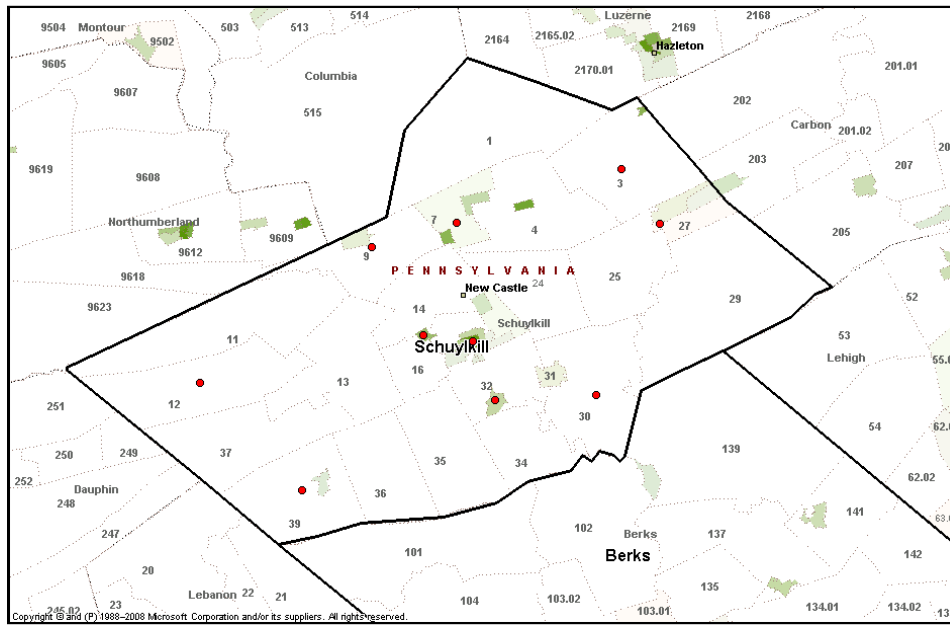 514
9504 Montour 503 513 Luzerne 2168
2164 2165.02 2169
9502
Hazleton
9605 2170.01 201.01
Columbia
9607 202
515
Carbon 201.02
1
203
9619 9608 207
3
Northumberland 7 27
4 205
9612 9609
9
PENNSYLVANIA
9618 25
24
New Castle 52
9623 29
14
Schuylkill 53
11
Schuylkill Lehigh
16
31
13
32
251 12 30 54
139
250 249 37 35 34
252 62.02
Dauphin 36
248 141
39
247 102 Berks 137
101 Berks 142
20
135
Lebanon 22 21
23 104 103.02
245.02 103.01 134.01 134.02
Copyright © and (P) 1988–2008 Microsoft Corporation and/or its suppliers. All rights reserved.